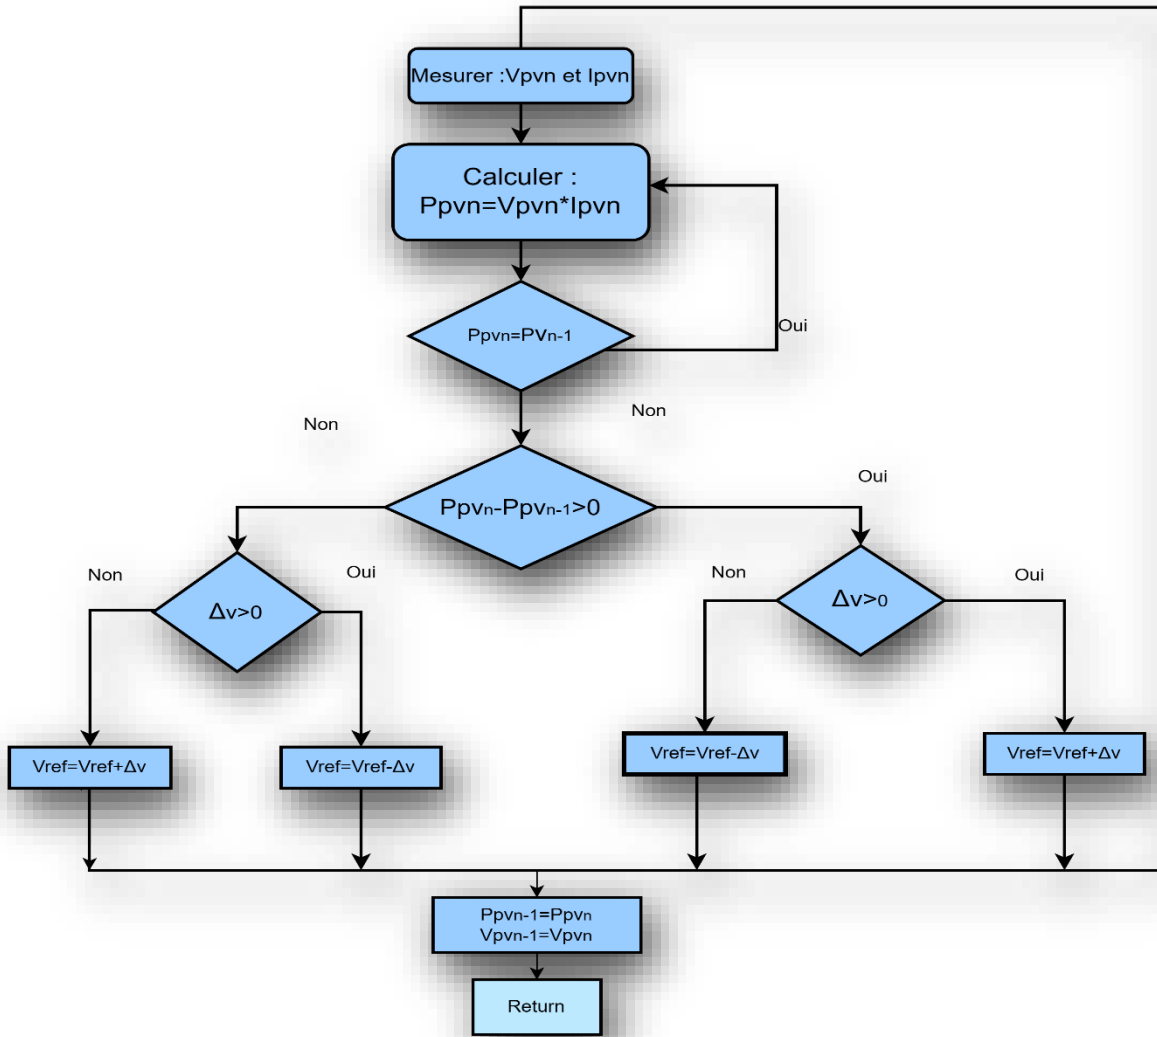 Mesurer :Vpvn et Ipvn
Calculer :
Ppvn=Vpvn*Ipvn
Ppvn=PVn-1
Oui
Non
Non
Ppvn-Ppvn-1>0
Oui
Non
Oui
Δv>0
Non
Oui
Δv>0
Vref=Vref+Δv
Vref=Vref-Δv
Vref=Vref-Δv
Vref=Vref+Δv
Ppvn-1=Ppvn
Vpvn-1=Vpvn
Return